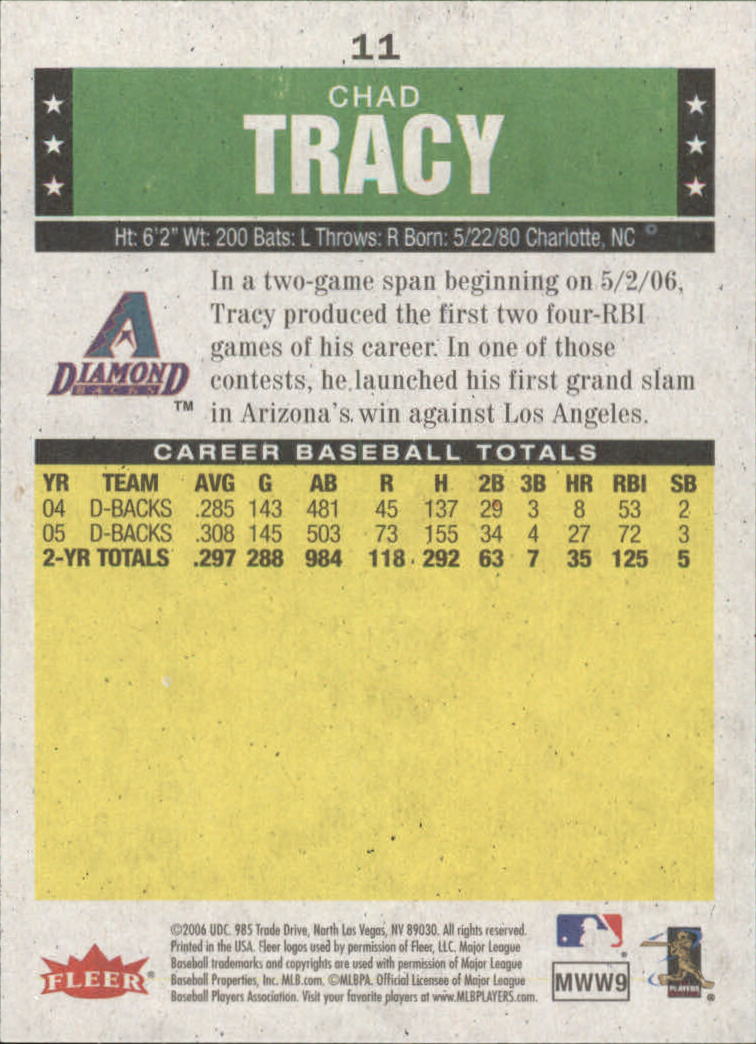 11
CHAD
TRACY
Ht: 6'2" Wt: 200 Bats: L Throws: R Born: 5/22/80 Charlotte, NC
In a two-game span beginning on 5/2/06,
Tracy produced the first two four-RBI
games of his career. In one of those
contests, he launched his first grand slam
in Arizona's win against Los Angeles.
A
DIAMOND
BACKS
™
CAREER BASEBALL TOTALS
YR TEAM AVG G AB R H 2B 3B HR RBI SB
04 D-BACKS .285 143 481 45 137 29 3 8 53 2
05 D-BACKS .308 145 503 73 155 34 4 27 72 3
2-YR TOTALS .297 288 984 118 292 63 7 35 125 5
©2006 UDC. 985 Trade Drive, North Las Vegas, NV 89030. All rights reserved.
Printed in the USA. Fleer logos used by permission of Fleer, LLC. Major League
Baseball trademarks and copyrights are used with permission of Major League
Baseball Properties, Inc. MLB.com. ©MLBPA. Official Licensee of Major League
Baseball Players Association. Visit your favorite players at www.MLBPLAYERS.com.
FLEER®
MWW9
PLAYERS
®